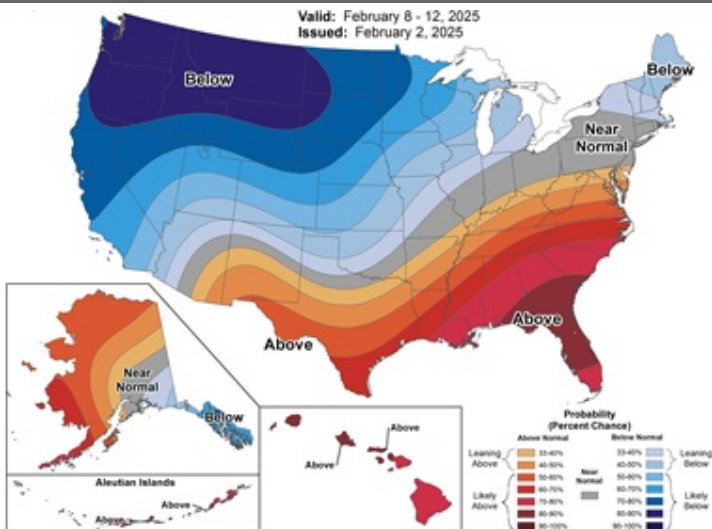 Valid: February 8 - 12, 2025
Issued: February 2, 2025
Below
Below
Near
Normal
Above
Above
Near
Normal
Below
Aleutian Islands
Above
Above
Above
Above
Probability
(Percent Chance)
Above Normal
Below Normal
Leaning
Above
33-40%
40-50%
Likely
Above
50-60%
60-70%
70-80%
80-90%
90-100%
Near
Normal
33-40%
40-50%
Leaning
Below
50-60%
60-70%
70-80%
80-90%
90-100%
Likely
Below